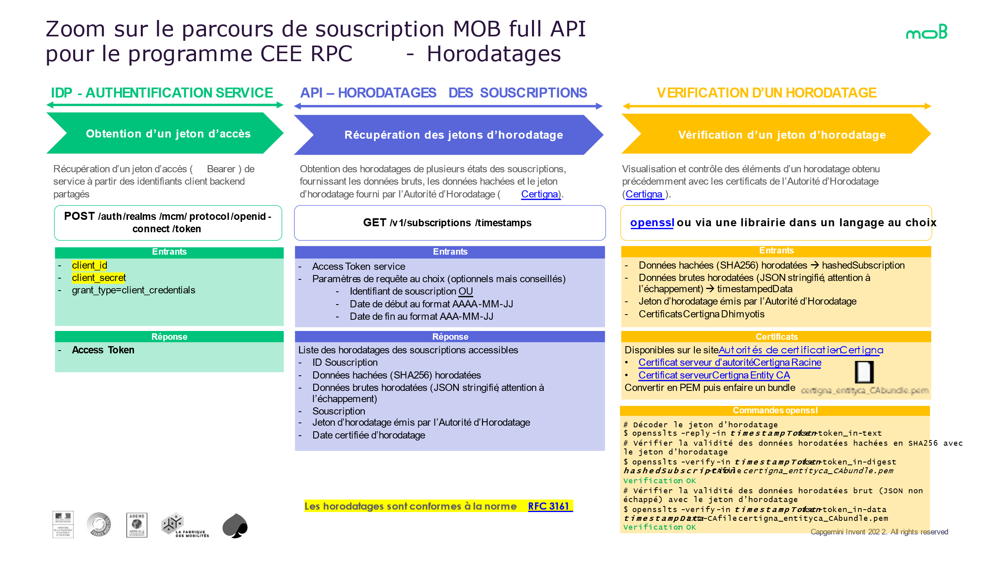 Zoom sur le parcours de souscription MOB full API
pour le programme CEE RPC - Horodatages
moB
IDP - AUTHENTIFICATION SERVICE
Obtention d’un jeton d’accès
Récupération d’un jeton d’accès ( Bearer ) de
service à partir des identifiants client backend
partagés
POST /auth/realms /mcm/ protocol/openid -
connect /token
Entrants
- client_id
- client_secret
- grant_type=client_credentials
Réponse
- Access Token
API – HORODATAGES DES SOUSCRIPTIONS
Récupération des jetons d’horodatage
Obtention des horodatages de plusieurs états des souscriptions,
fournissant les données bruts, les données hachées et le jeton
d’horodatage fourni par l’Autorité d’Horodatage ( Certigna).
GET /v1/subscriptions /timestamps
Entrants
- Access Token service
- Paramètres de requête au choix (optionnels mais conseillés)
- Identifiant de souscription OU
- Date de début au format AAAA-MM-JJ
- Date de fin au format AAA-MM-JJ
Réponse
Liste des horodatages des souscriptions accessibles
- ID Souscription
- Données hachées (SHA256) horodatées
- Données brutes horodatées (JSON stringifié, attention à
l’échappement)
- Souscription
- Jeton d’horodatage émis par l’Autorité d’Horodatage
- Date certifiée d’horodatage
Les horodatages sont conformes à la norme RFC 3161
VERIFICATION D’UN HORODATAGE
Vérification d’un jeton d’horodatage
Visualisation et contrôle des éléments d’un horodatage obtenu
précédemment avec les certificats de l’Autorité d’Horodatage
(Certigna ).
openssl ou via une librairie dans un langage au choix
Entrants
- Données hachées (SHA256) horodatées → hashedSubscription
- Données brutes horodatées (JSON stringifié, attention à
l’échappement) → timestampedData
- Jeton d’horodatage émis par l’Autorité d’Horodatage
- Certificats Certigna Dhimyotis
Certificats
Disponibles sur le site Autorités de certification – Certigna
• Certificat serveur d’autorité Certigna Racine
• Certificat serveur Certigna Entity CA
Convertir en PEM puis en faire un bundle
certigna_entityca_CAbundle.pem
Commandes openssl
# Décoder le jeton d’horodatage
$ openssl ts -reply -in timestampToken.tst -token_in -text
# Vérifier la validité des données horodatées hachées en SHA256 avec
le jeton d’horodatage
$ openssl ts -verify -in timestampToken.tst -token_in -digest
hashedSubscription -CAfile certigna_entityca_CAbundle.pem
Verification: OK
# Vérifier la validité des données horodatées brut (JSON non
échappé) avec le jeton d’horodatage
$ openssl ts -verify -in timestampToken.tst -token_in -data
timestampData.txt -CAfile certigna_entityca_CAbundle.pem
Verification: OK
FRANCE MOBILITÉS
ADEME
FORMA
LA FABRIQUE
DES MOBILITÉS
Capgemini Invent 202 2. All rights reserved